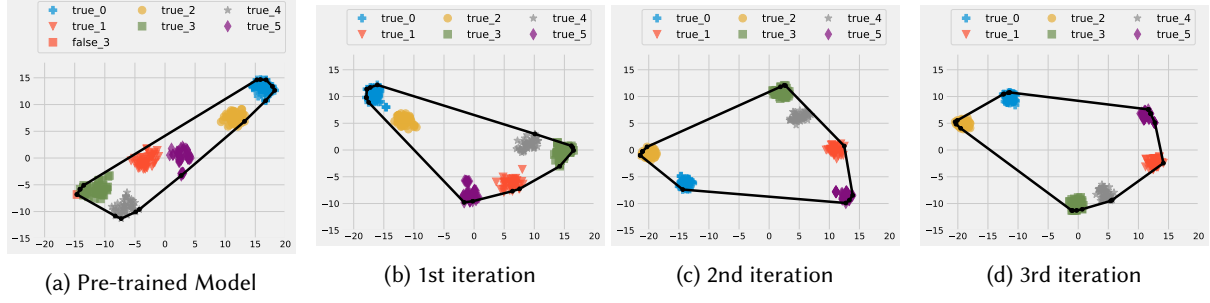 true_0 true_2 true_4
true_1 true_3 true_5
false_3
15
10
5
0
−5
−10
−15
−20 −15 −10 −5 0 5 10 15 20
(a) Pre-trained Model
true_0 true_2 true_4
true_1 true_3 true_5
15
10
5
0
−5
−10
−15
−20 −15 −10 −5 0 5 10 15 20
(b) 1st iteration
true_0 true_2 true_4
true_1 true_3 true_5
15
10
5
0
−5
−10
−15
−20 −15 −10 −5 0 5 10 15 20
(c) 2nd iteration
true_0 true_2 true_4
true_1 true_3 true_5
15
10
5
0
−5
−10
−15
−20 −15 −10 −5 0 5 10 15 20
(d) 3rd iteration